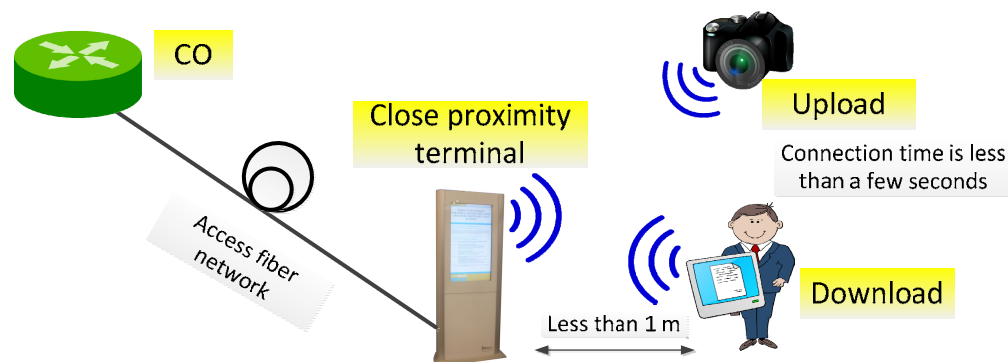 CO
Close proximity
terminal
Upload
Connection time is less
than a few seconds
Access fiber
network
Download
Less than 1 m